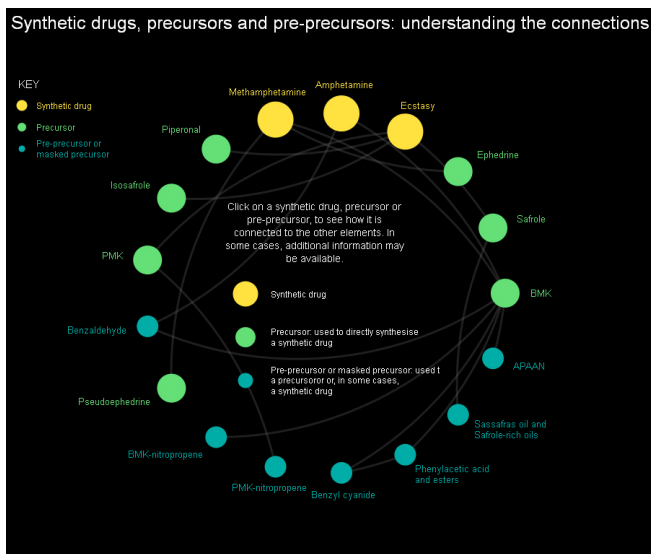 Synthetic drugs, precursors and pre-precursors: understanding the connections
KEY
Synthetic drug
Precursor
Pre-precursor or
masked precursor
Methamphetamine
Amphetamine
Ecstasy
Piperonal
Ephedrine
Isosafrole
Safrole
PMK
BMK
Click on a synthetic drug, precursor or
pre-precursor, to see how it is
connected to the other elements. In
some cases, additional information may
be available.
Synthetic drug
Precursor: used to directly synthesise
a synthetic drug
Pre-precursor or masked precursor: used t
a precursoror or, in some cases,
a synthetic drug
Benzaldehyde
APAAN
Pseudoephedrine
Sassafras oil and
Safrole-rich oils
BMK-nitropropene
Phenylacetic acid
and esters
PMK-nitropropene
Benzyl cyanide